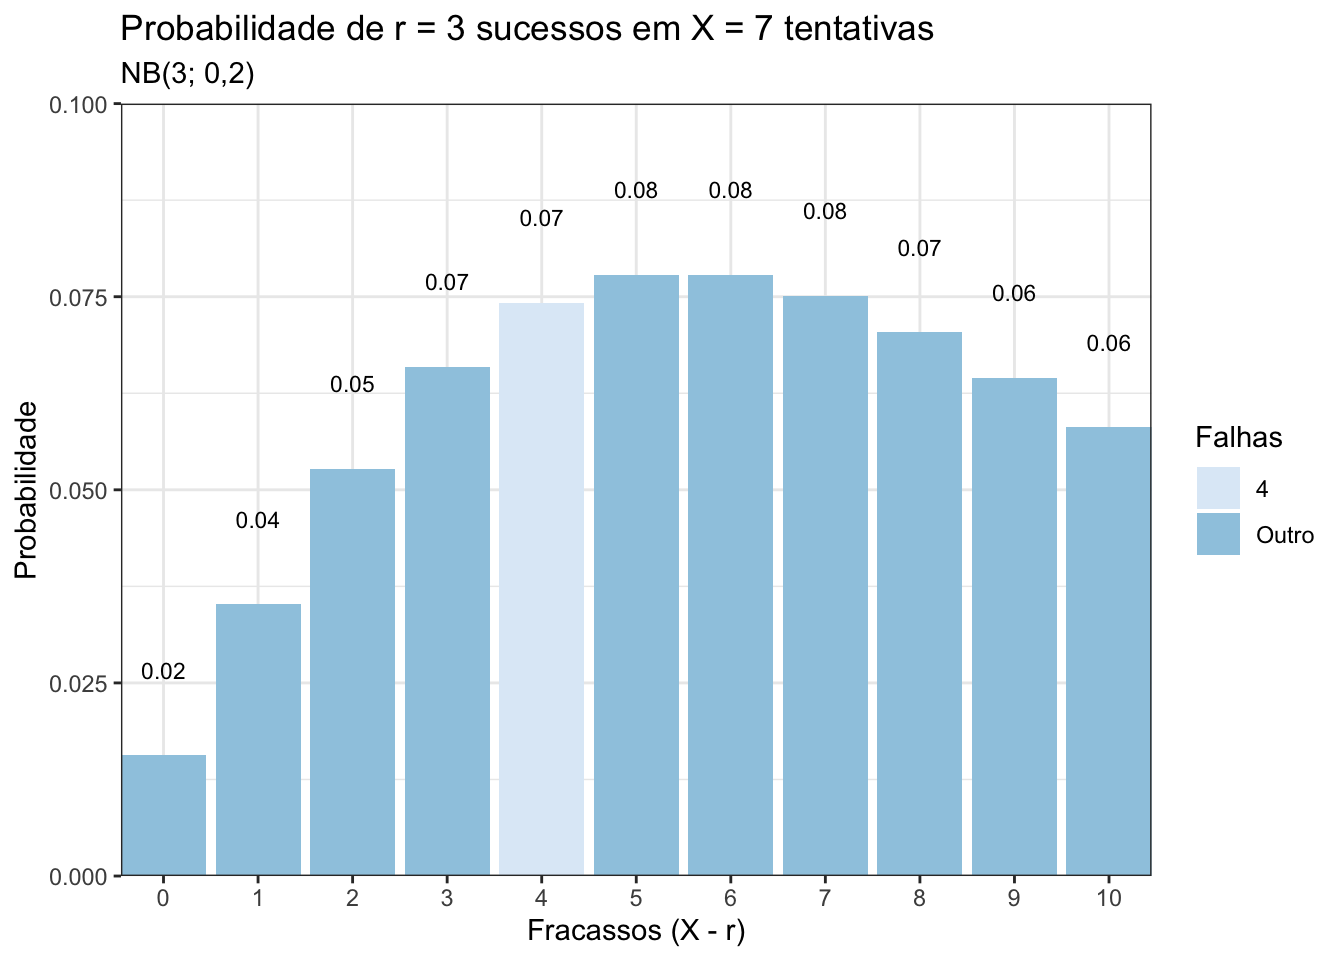 Probabilidade de r = 3 sucessos em X = 7 tentativas
NB(3; 0,2)
Probabilidade
0.100
0.075
0.050
0.025
0.000
0.02
0.04
0.05
0.07
0.07
0.08
0.08
0.08
0.07
0.06
0.06
0 1 2 3 4 5 6 7 8 9 10
Fracassos (X - r)
Falhas
4
Outro